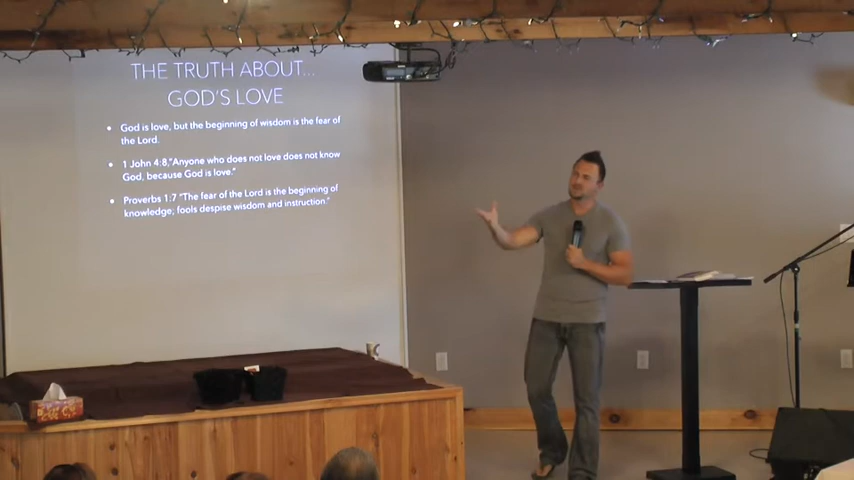 THE TRUTH ABOUT...
GOD'S LOVE
• God is love, but the beginning of wisdom is the fear of
the Lord.
• 1 John 4:8,"Anyone who does not love does not know
God, because God is love."
• Proverbs 1:7 "The fear of the Lord is the beginning of
knowledge; fools despise wisdom and instruction."